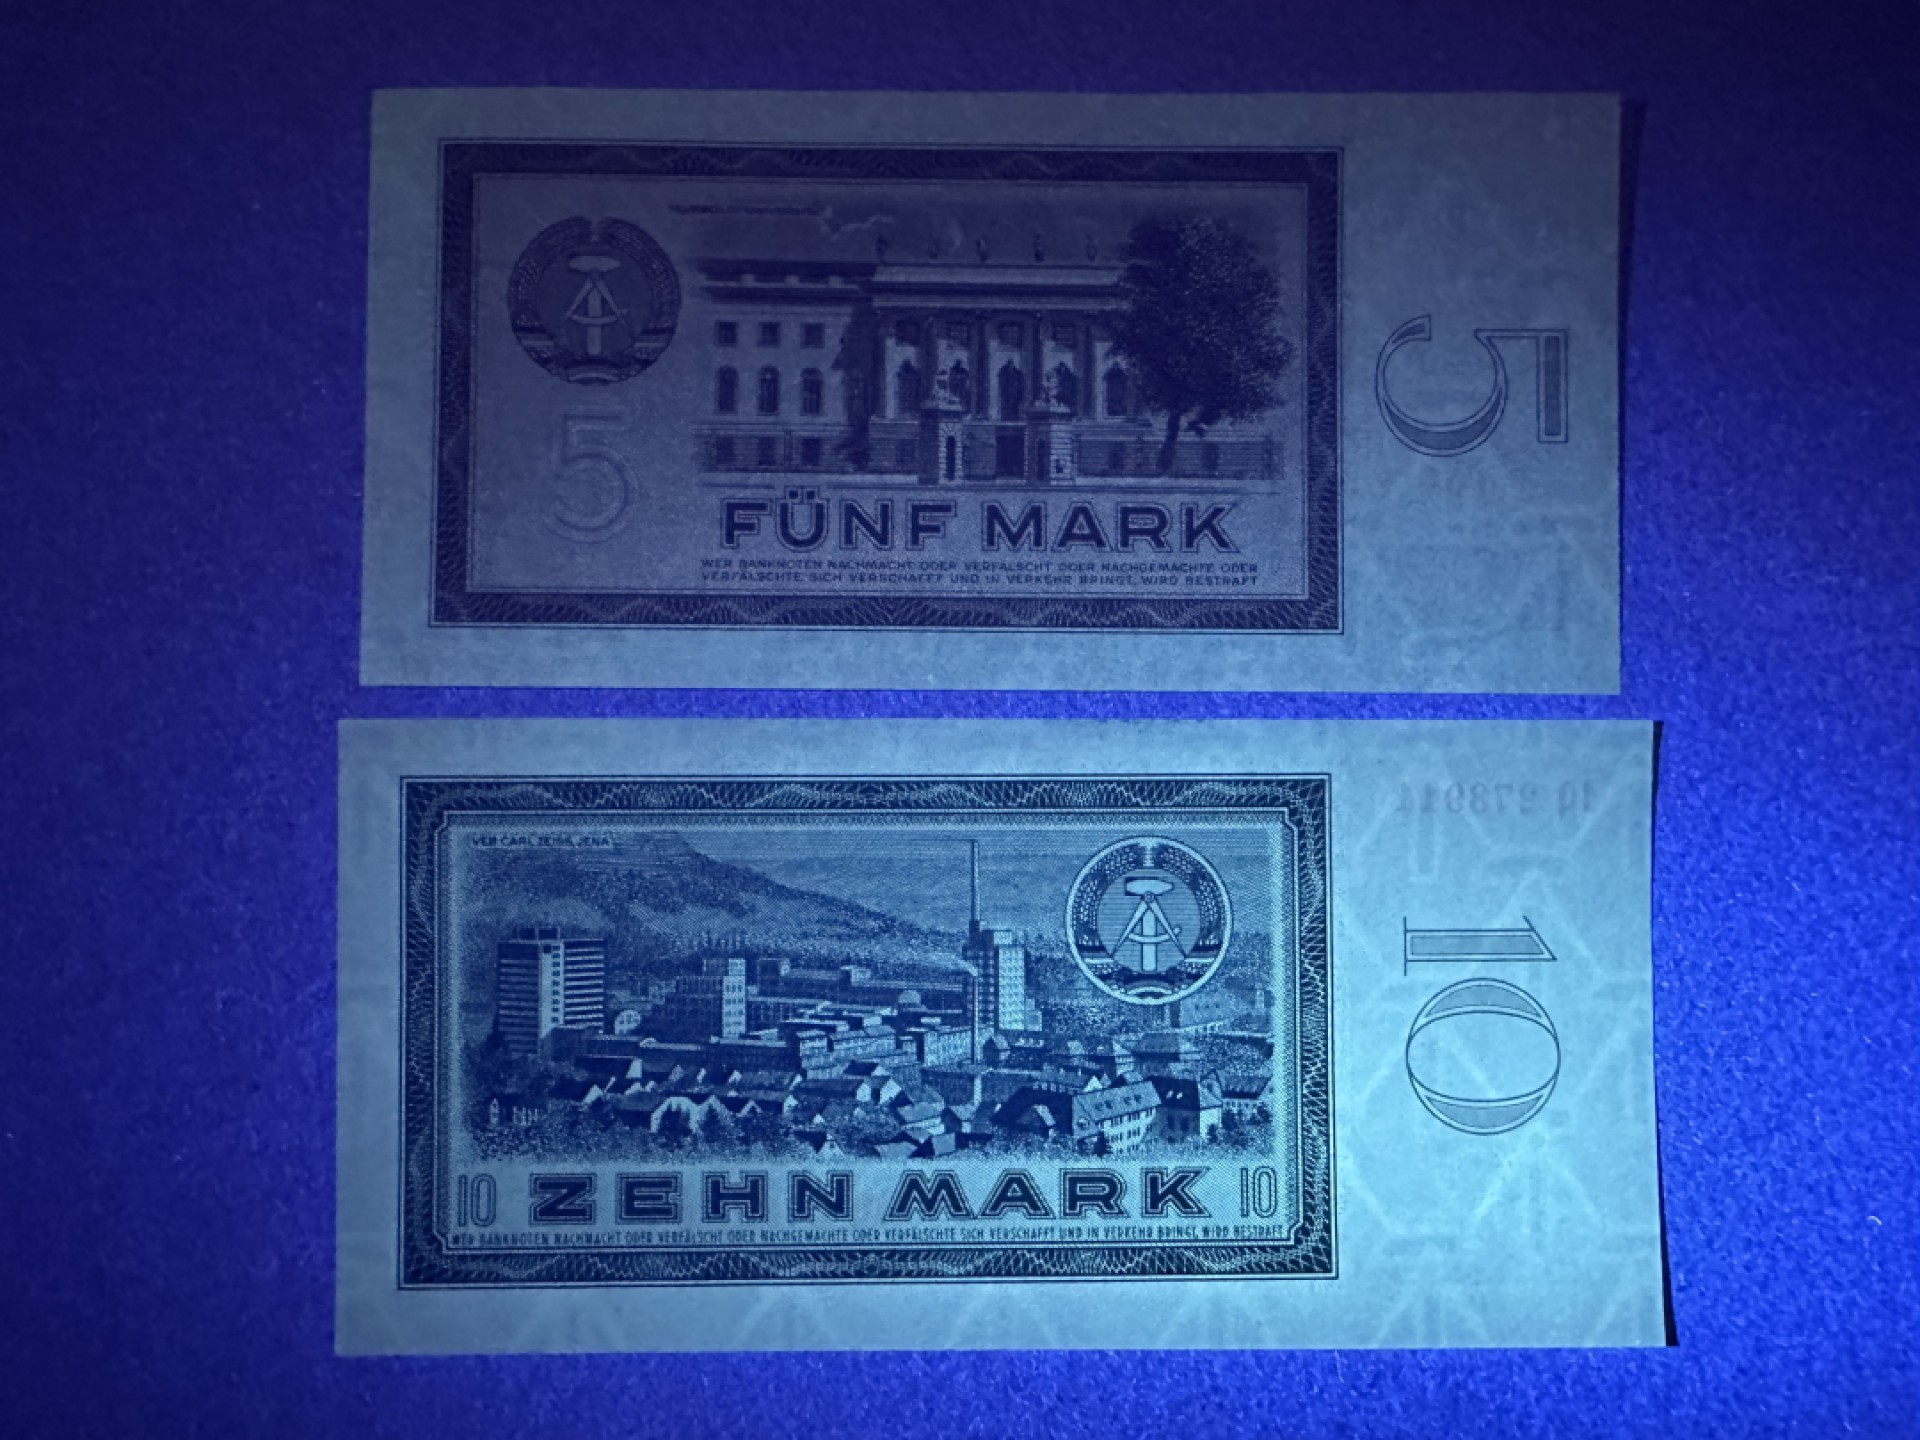 5
5
FÜNF MARK
WER BANKNOTEN NACHMACHT ODER VERFÄLSCHT ODER NACHGEMACHTE ODER
VERFÄLSCHTE SICH VERSCHAFFT UND IN VERKEHR BRINGT, WIRD BESTRAFT
VEB CARL ZEISS JENA
10
10 ZEHN MARK 10
WER BANKNOTEN NACHMACHT ODER VERFÄLSCHT ODER NACHGEMACHTE ODER VERFÄLSCHTE SICH VERSCHAFFT UND IN VERKEHR BRINGT, WIRD BESTRAFT